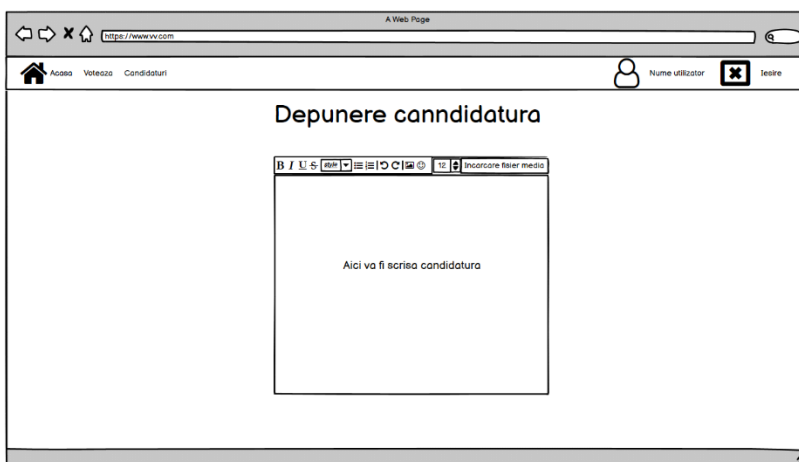 A Web Page
https://www.vv.com
Acasa Voteaza Candidaturi Nume utilizator Iesire
Depunere canndidatura
B I U S style 12 Incarcare fisier media
Aici va fi scrisa candidatura